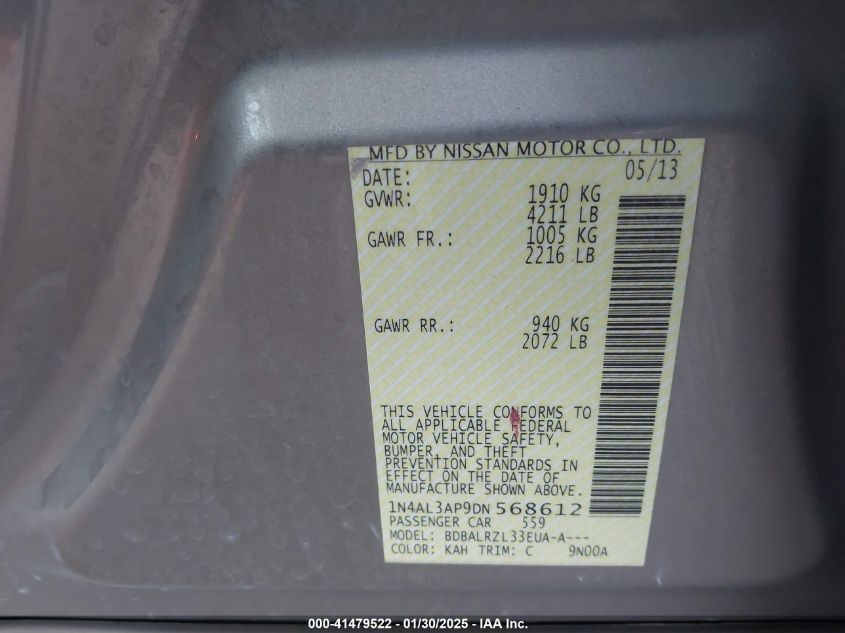 MFD BY NISSAN MOTOR CO., LTD.
DATE: 05/13
GVWR: 1910 KG
4211 LB
GAWR FR.: 1005 KG
2216 LB
GAWR RR.: 940 KG
2072 LB
THIS VEHICLE CONFORMS TO
ALL APPLICABLE FEDERAL
MOTOR VEHICLE SAFETY,
BUMPER, AND THEFT
PREVENTION STANDARDS IN
EFFECT ON THE DATE OF
MANUFACTURE SHOWN ABOVE.
1N4AL3AP9DN 568612
PASSENGER CAR 559
MODEL: BDBALRZL33EUA-A---
COLOR: KAH TRIM: C 9N00A
000-41479522 - 01/30/2025 - IAA Inc.